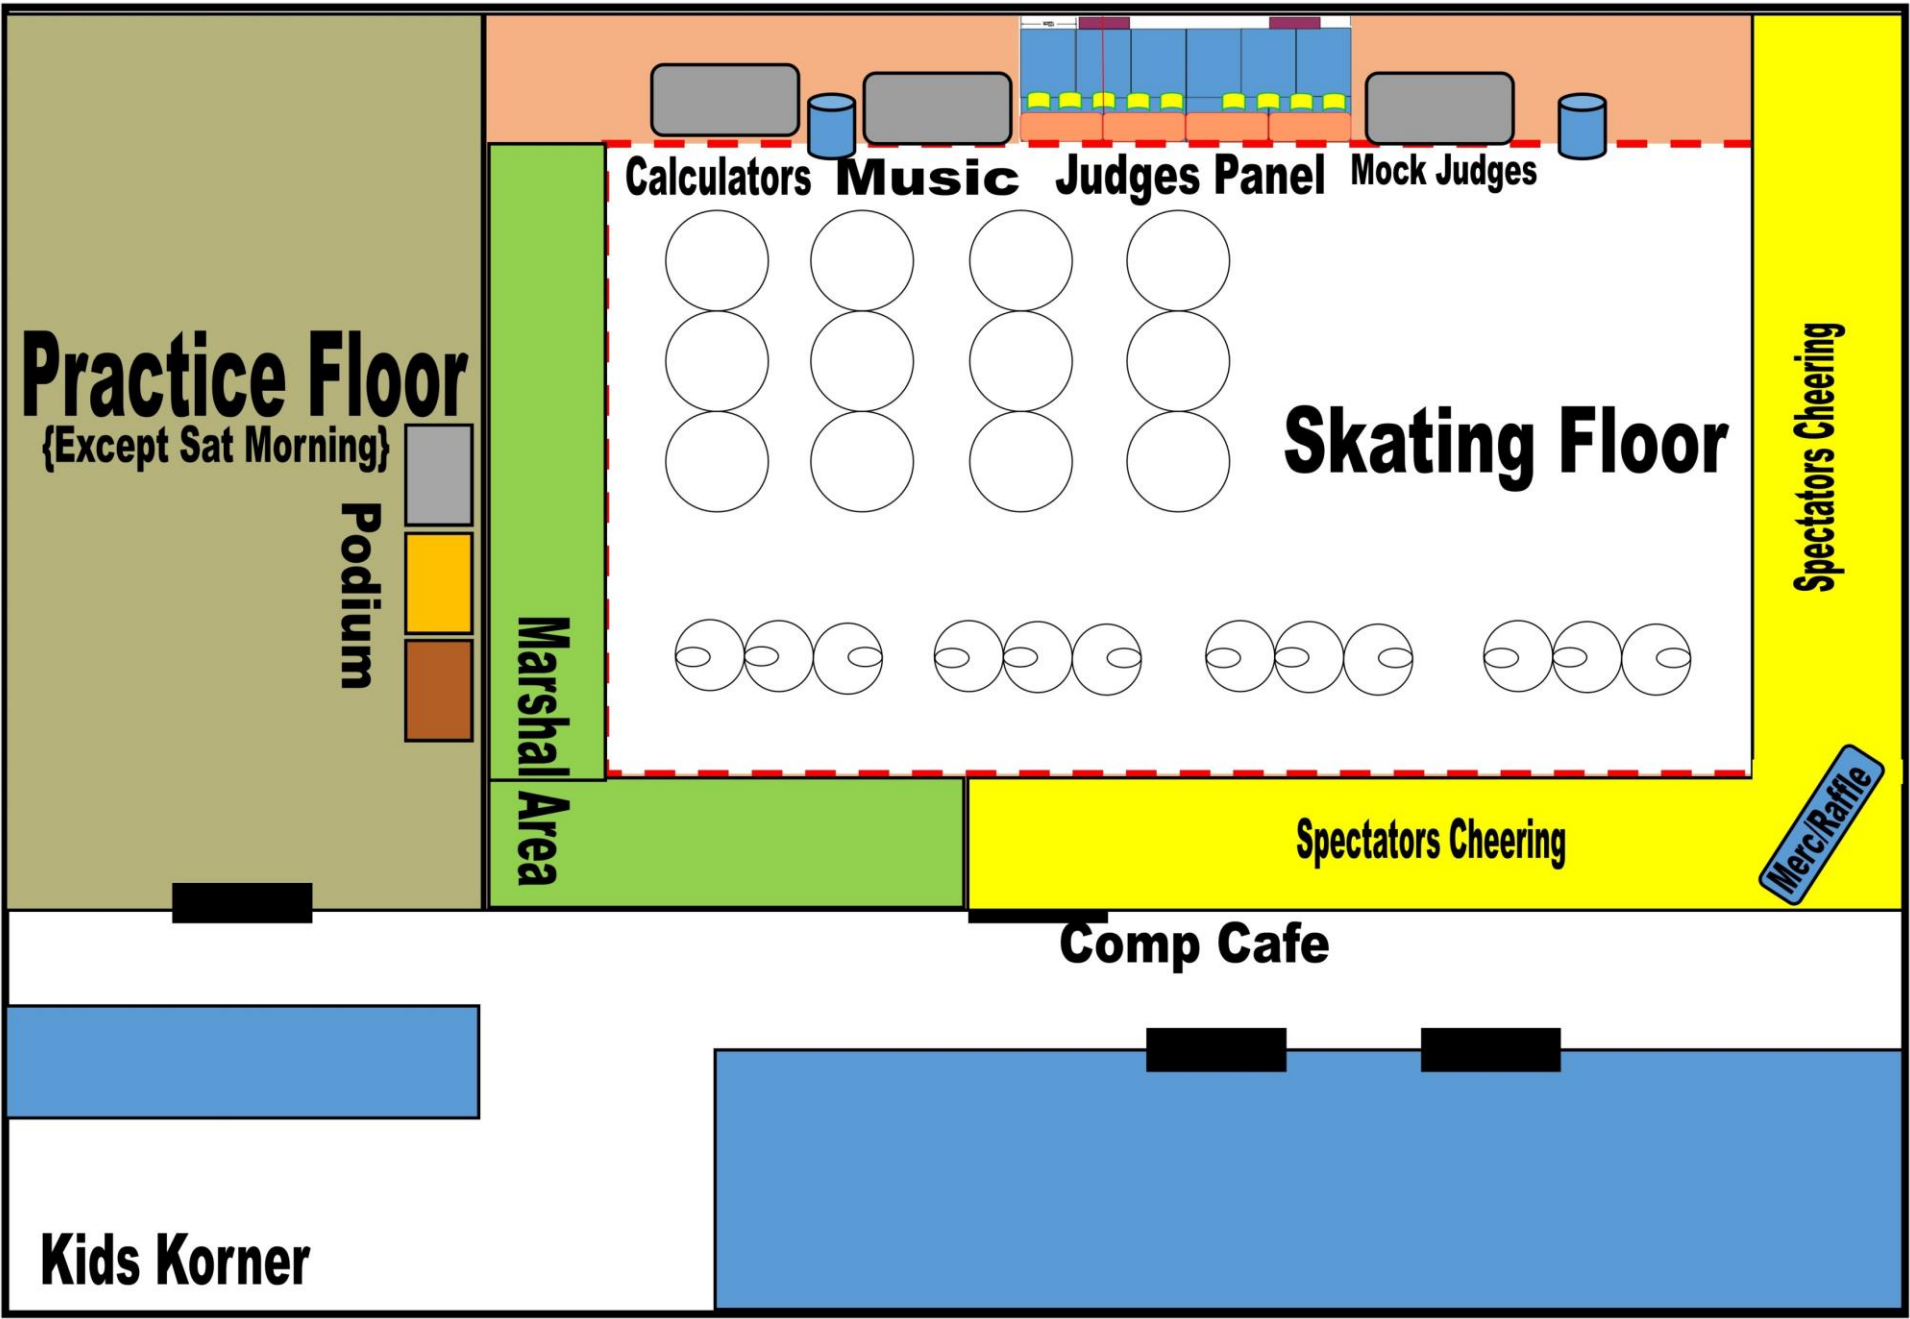 Calculators
Music
Judges Panel
Mock Judges
Practice Floor
{Except Sat Morning}
Podium
Marshal Area
Skating Floor
Spectators Cheering
Spectators Cheering
Merc/Raffle
Comp Cafe
Kids Korner